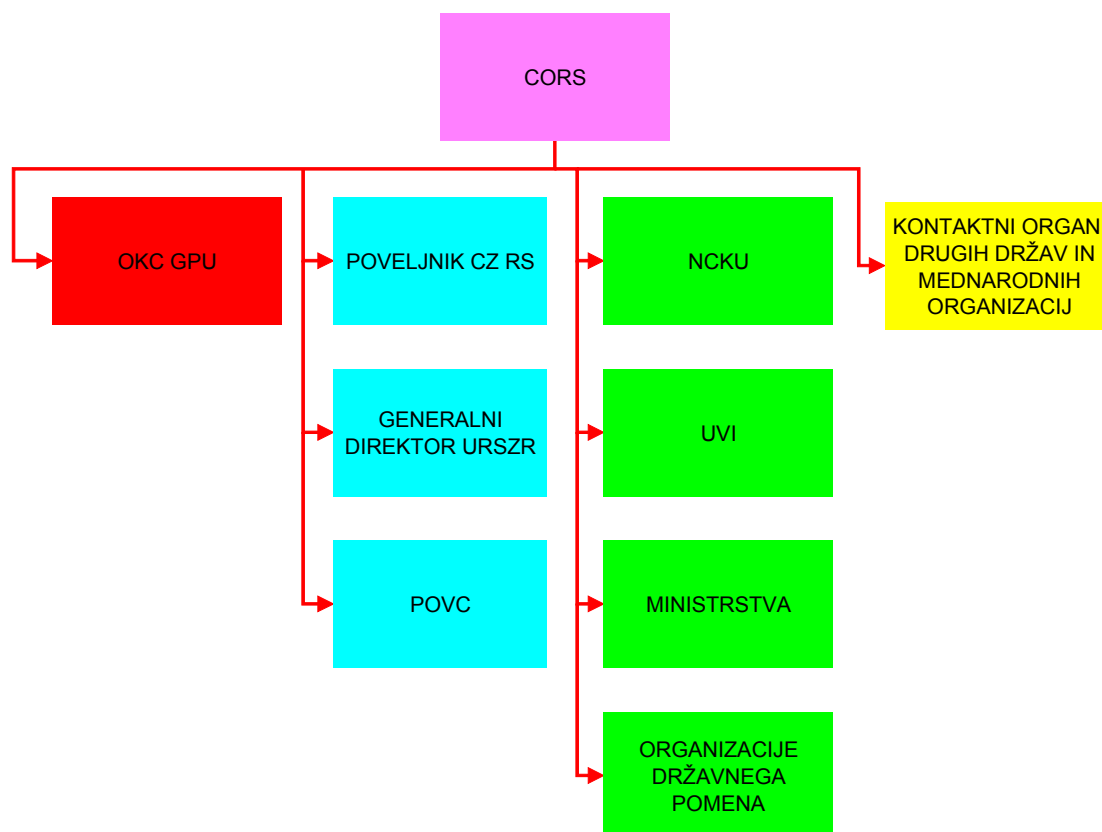 CORS
OKC GPU
POVELJNIK CZ RS
NCKU
KONTAKTNI ORGAN
DRUGIH DRŽAV IN
MEDNARODNIH
ORGANIZACIJ
GENERALNI
DIREKTOR URSZR
UVI
POVC
MINISTRSTVA
ORGANIZACIJE
DRŽAVNEGA
POMENA